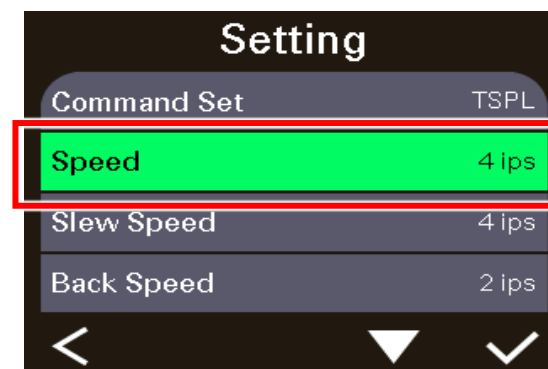 Setting
Command Set TSPL
Speed 4 ips
Slew Speed 4 ips
Back Speed 2 ips